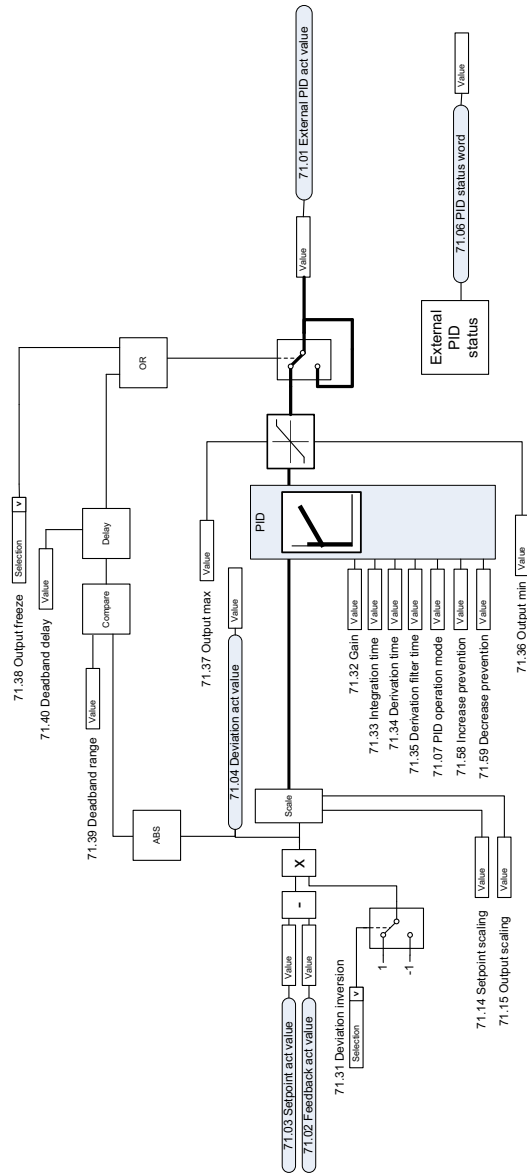 71.38 Output freeze
Selection v
71.40 Deadband delay
Value
71.39 Deadband range
Value
Compare
Delay
OR
ABS
71.04 Deviation act value
Value
71.37 Output max
Value
71.03 Setpoint act value
Value
71.02 Feedback act value
Value
-
X
Scale
PID
Value
71.01 External PID act value
71.31 Deviation inversion
Selection v
1
-1
71.14 Setpoint scaling
Value
71.15 Output scaling
Value
71.32 Gain Value
71.33 Integration time Value
71.34 Derivation time Value
71.35 Derivation filter time Value
71.07 PID operation mode Value
71.58 Increase prevention Value
71.59 Decrease prevention Value
71.36 Output min Value
External
PID
status
71.06 PID status word
Value